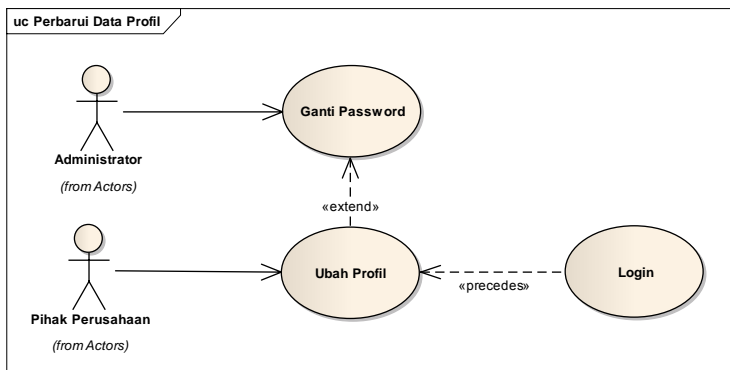 uc Perbarui Data Profil
Ganti Password
Administrator
(from Actors)
«extend»
Ubah Profil
Login
«precedes»
Pihak Perusahaan
(from Actors)